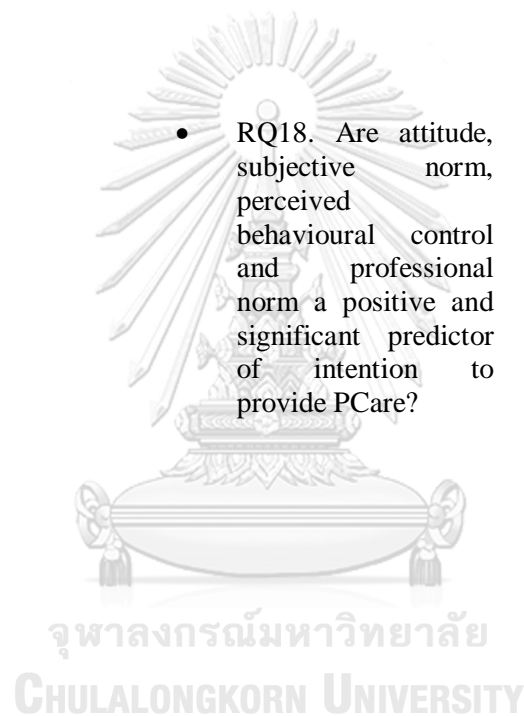 • RQ18. Are attitude,
subjective norm,
perceived
behavioural control
and professional
norm a positive and
significant predictor
of intention to
provide PCare?
จุฬาลงกรณ์มหาวิทยาลัย
CHULALONGKORN UNIVERSITY